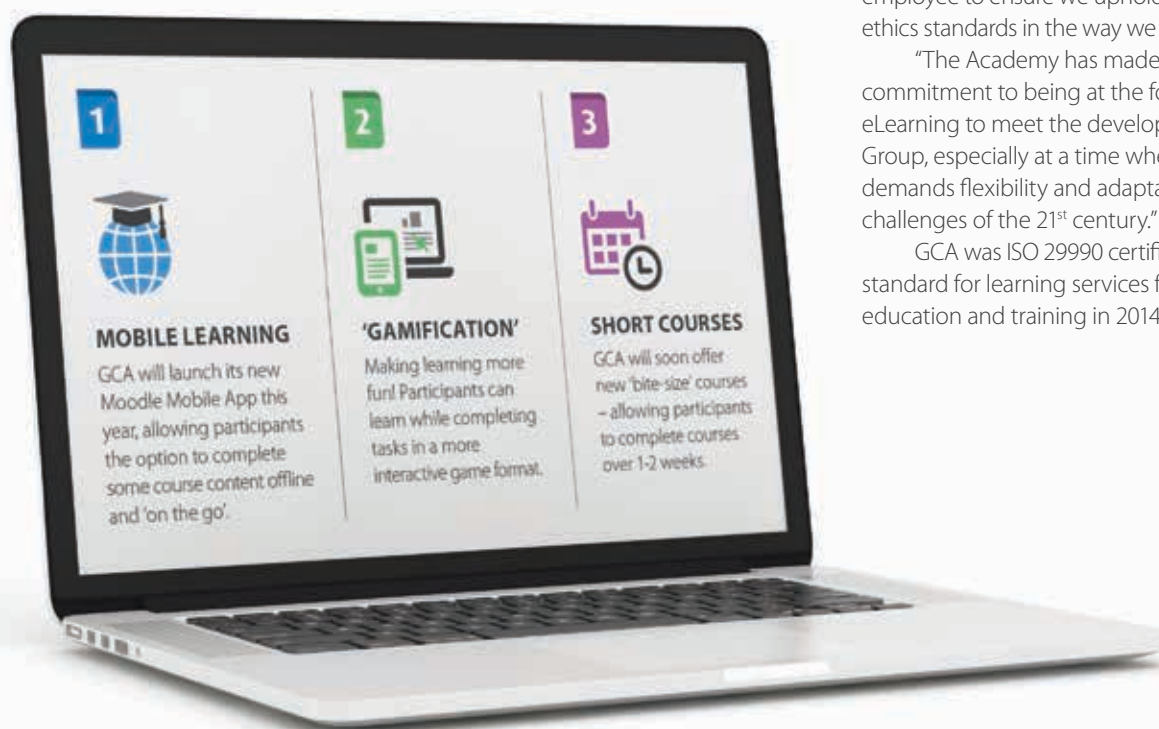 1
MOBILE LEARNING
GCA will launch its new
Moodle Mobile App this
year, allowing participants
the option to complete
some course content offline
and 'on the go'.
2
'GAMIFICATION'
Making learning more
fun! Participants can
learn while completing
tasks in a more
interactive game format.
3
SHORT COURSES
GCA will soon offer
new 'bite-size' courses
– allowing participants
to complete courses
over 1-2 weeks.
employee to ensure we uphol
ethics standards in the way we
"The Academy has made
commitment to being at the fo
eLearning to meet the develop
Group, especially at a time whe
demands flexibility and adapta
challenges of the 21st century."
GCA was ISO 29990 certif
standard for learning services f
education and training in 2014